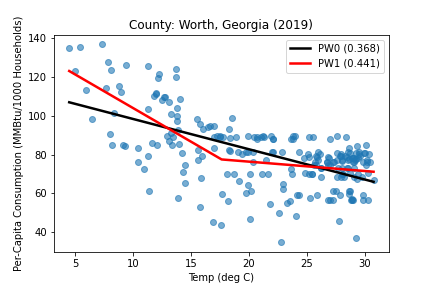 County: Worth, Georgia (2019)
Per-Capita Consumption (MMBtu/1000 Households)
140
120
100
80
60
40
PW0 (0.368)
PW1 (0.441)
5 10 15 20 25 30
Temp (deg C)